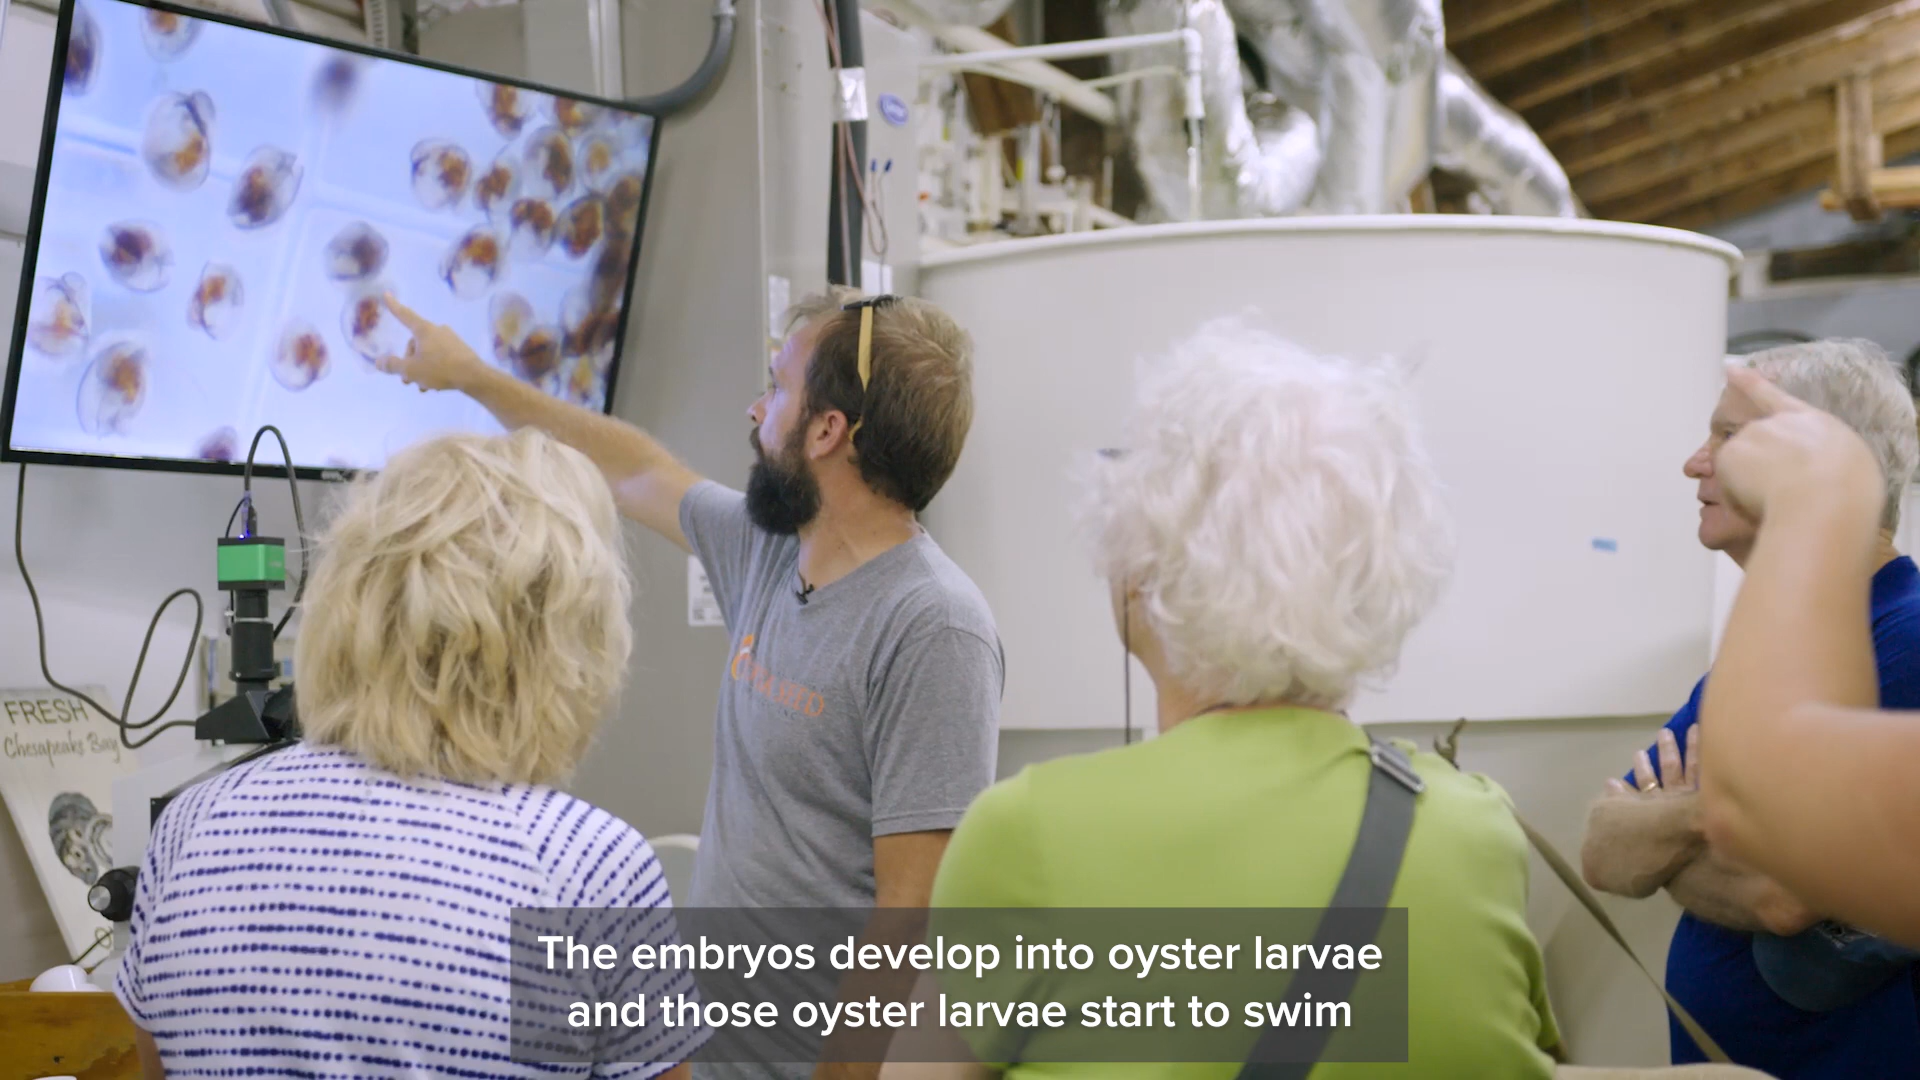 FRESH
Chesapeake Bay
The embryos develop into oyster larvae
and those oyster larvae start to swim